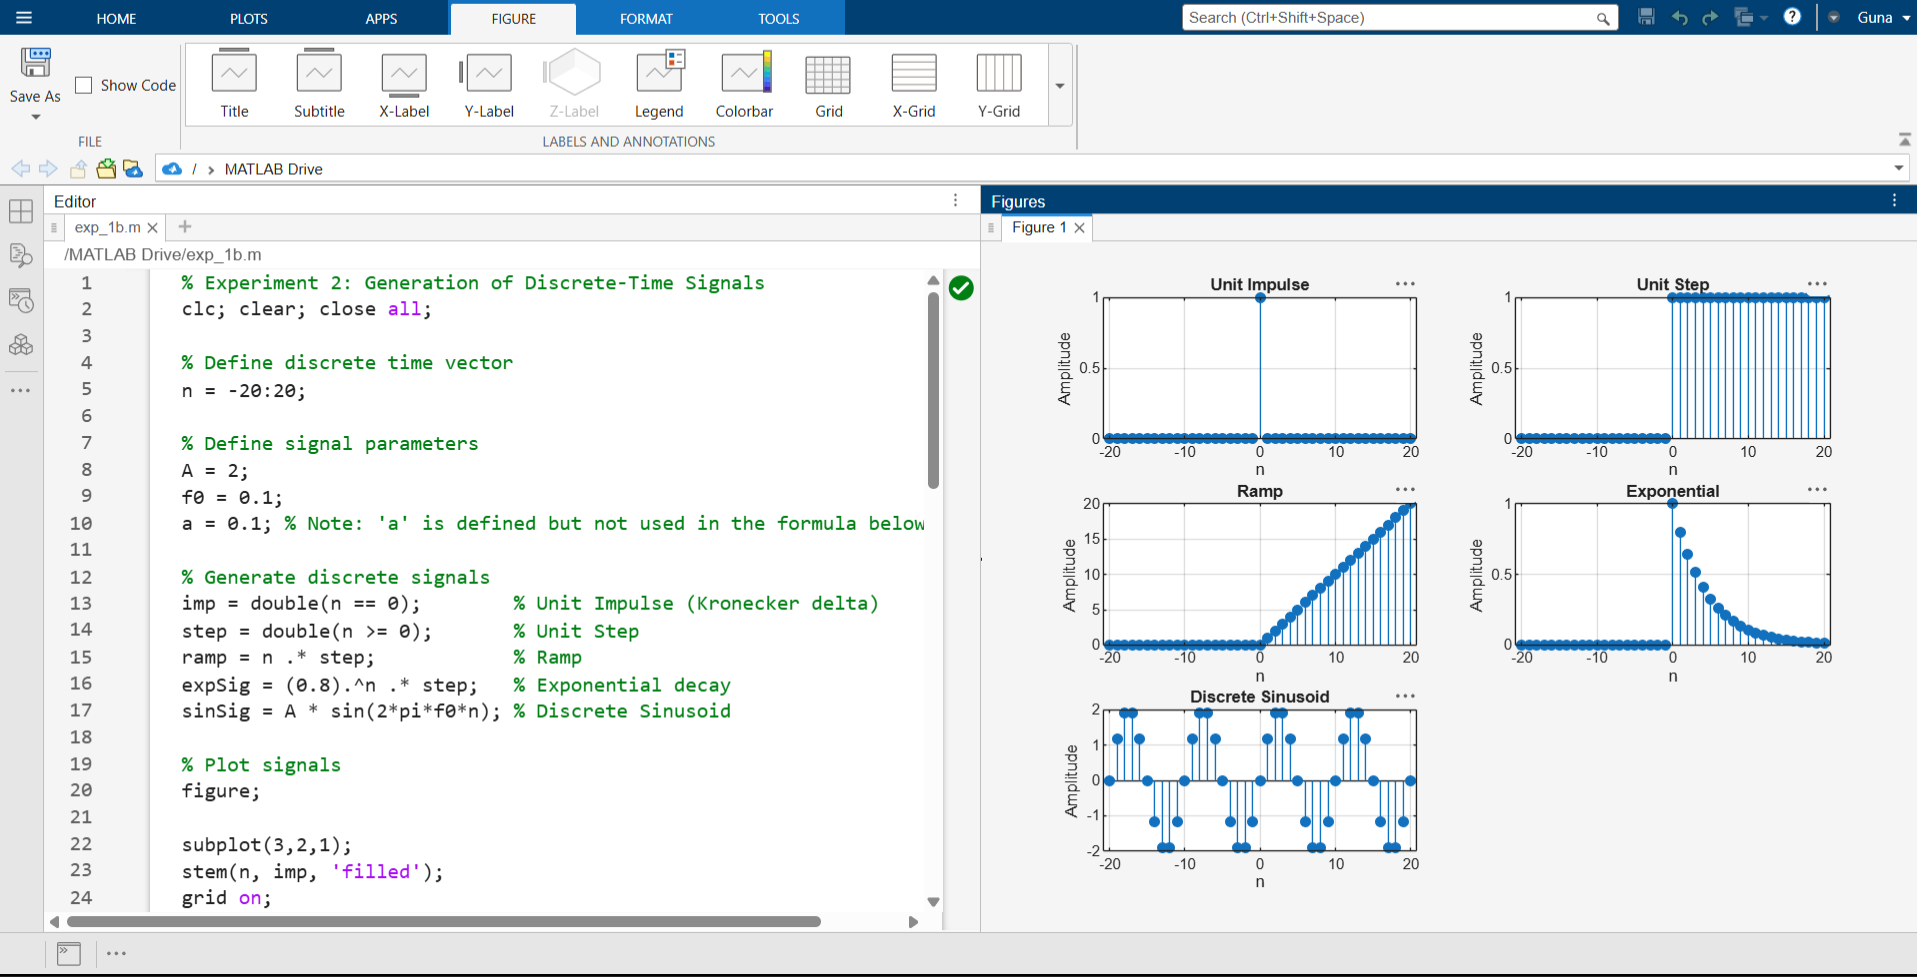 HOME PLOTS APPS FIGURE FORMAT TOOLS Search (Ctrl+Shift+Space) Guna
Save As
Show Code
Title Subtitle X-Label Y-Label Z-Label Legend Colorbar Grid X-Grid Y-Grid
FILE LABELS AND ANNOTATIONS
/ > MATLAB Drive
Editor
exp_1b.m
/MATLAB Drive/exp_1b.m
1 % Experiment 2: Generation of Discrete-Time Signals
2 clc; clear; close all;
3
4 % Define discrete time vector
5 n = -20:20;
6
7 % Define signal parameters
8 A = 2;
9 f0 = 0.1;
10 a = 0.1; % Note: 'a' is defined but not used in the formula below
11
12 % Generate discrete signals
13 imp = double(n == 0); % Unit Impulse (Kronecker delta)
14 step = double(n >= 0); % Unit Step
15 ramp = n .* step; % Ramp
16 expSig = (0.8).^n .* step; % Exponential decay
17 sinSig = A * sin(2*pi*f0*n); % Discrete Sinusoid
18
19 % Plot signals
20 figure;
21
22 subplot(3,2,1);
23 stem(n, imp, 'filled');
24 grid on;
Figures
Figure 1
Unit Impulse
Amplitude
1
0.5
0
-20 -10 0 10 20
n
Unit Step
Amplitude
1
0.5
0
-20 -10 0 10 20
n
Ramp
Amplitude
20
15
10
5
0
-20 -10 0 10 20
n
Exponential
Amplitude
1
0.5
0
-20 -10 0 10 20
n
Discrete Sinusoid
Amplitude
2
1
0
-1
-2
-20 -10 0 10 20
n